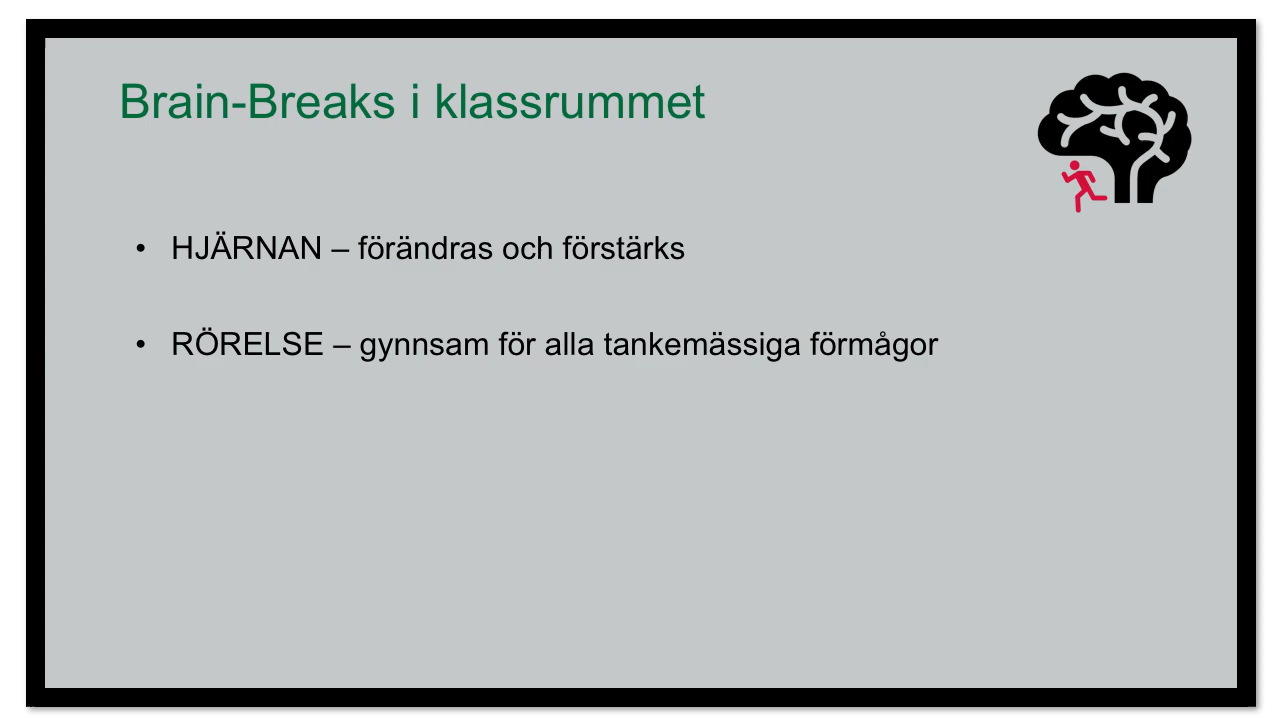 Brain-Breaks i klassrummet
• HJÄRNAN – förändras och förstärks
• RÖRELSE – gynnsam för alla tankemässiga förmågor